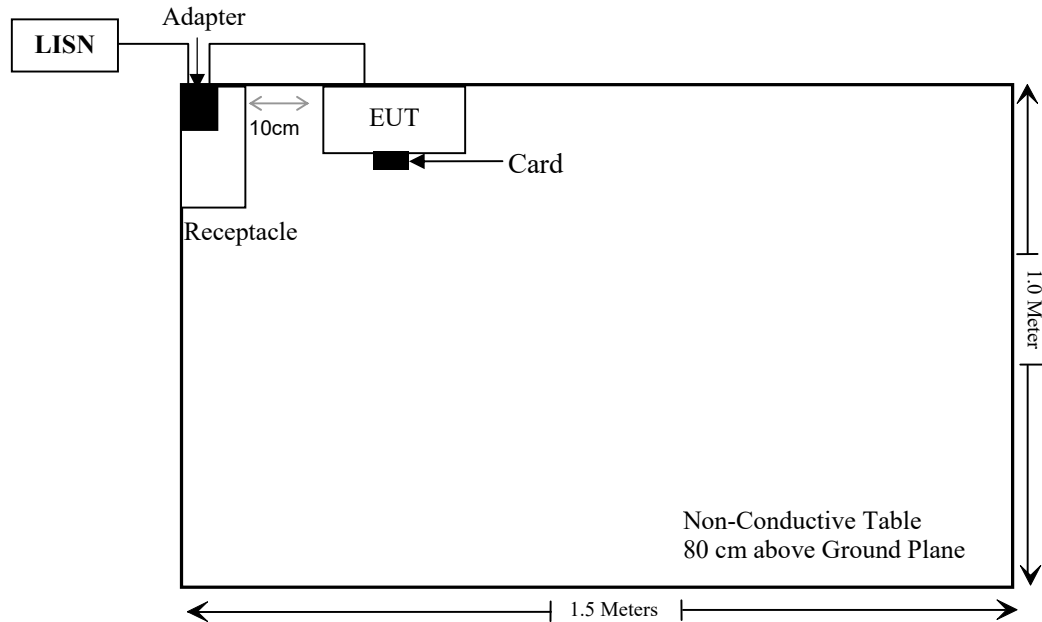 Adapter
LISN
10cm
EUT
Card
Receptacle
1.0 Meter
Non-Conductive Table
80 cm above Ground Plane
1.5 Meters